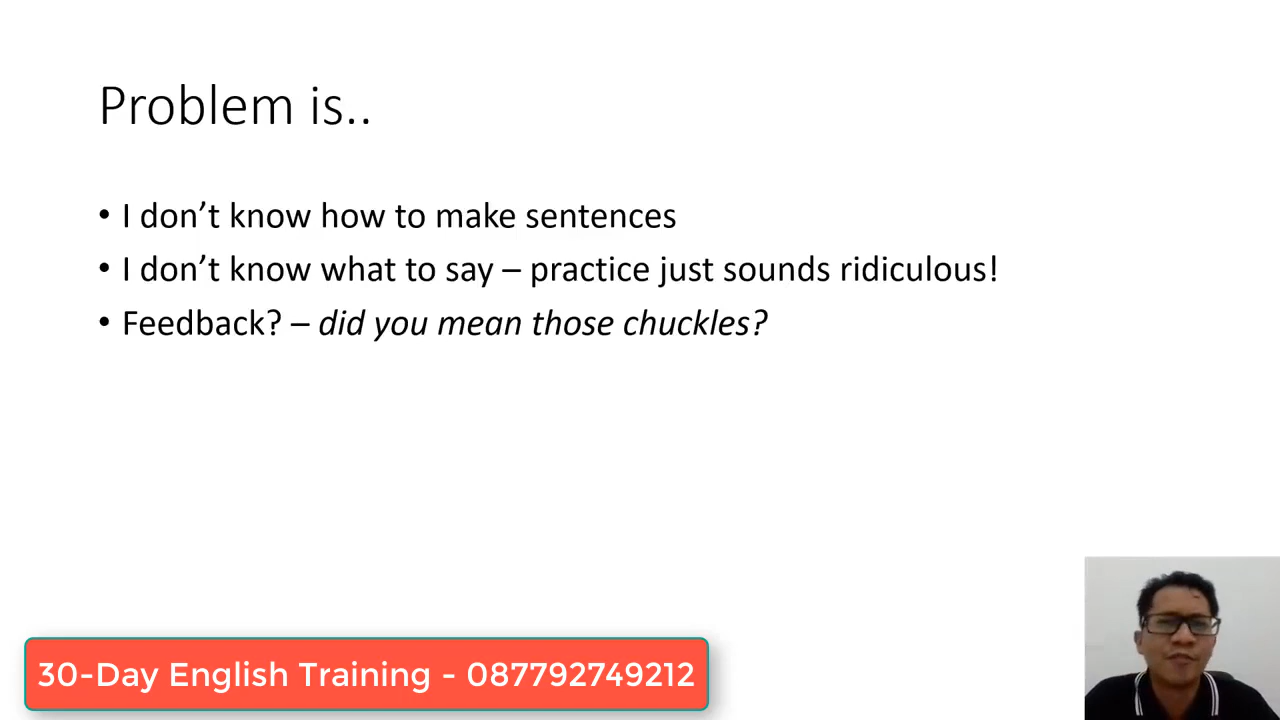 Problem is..
• I don’t know how to make sentences
• I don’t know what to say – practice just sounds ridiculous!
• Feedback? – did you mean those chuckles?
30-Day English Training - 087792749212